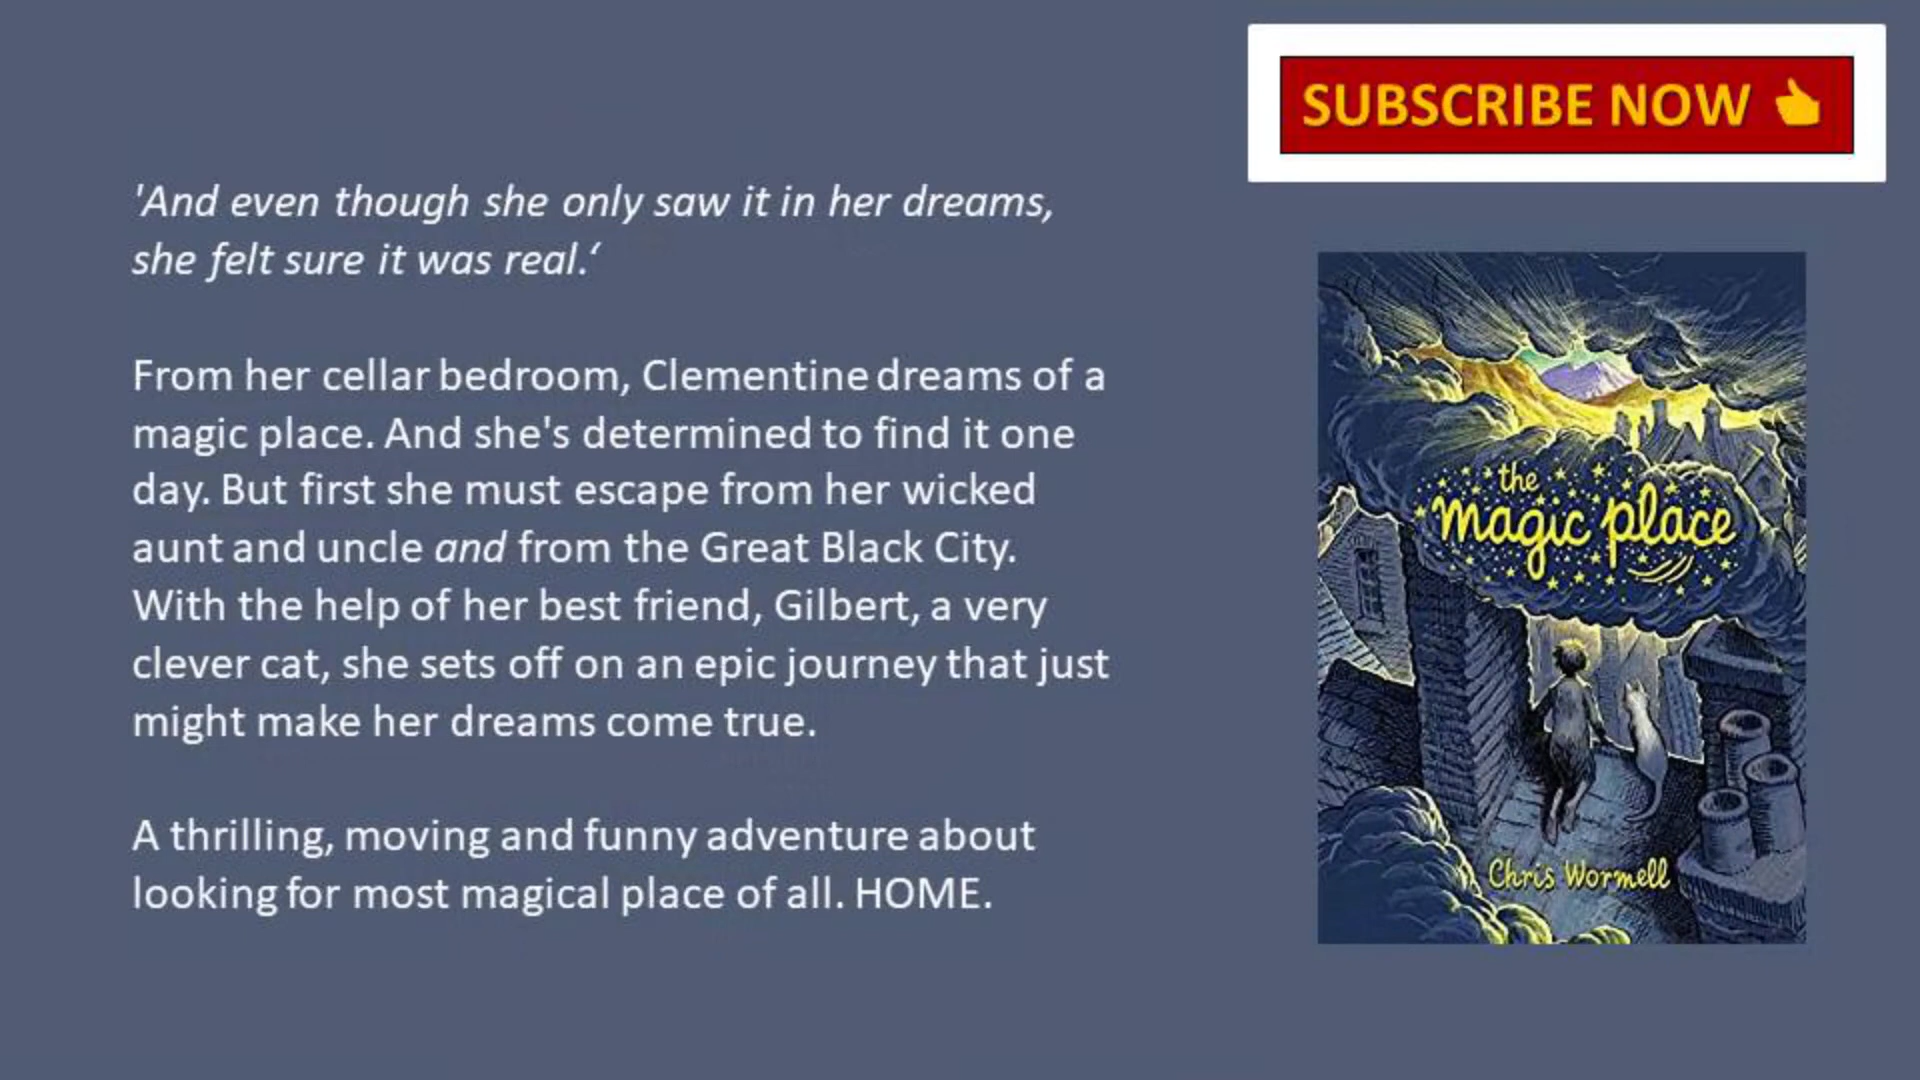 SUBSCRIBE NOW
'And even though she only saw it in her dreams,
she felt sure it was real.‘
From her cellar bedroom, Clementine dreams of a
magic place. And she's determined to find it one
day. But first she must escape from her wicked
aunt and uncle and from the Great Black City.
With the help of her best friend, Gilbert, a very
clever cat, she sets off on an epic journey that just
might make her dreams come true.
A thrilling, moving and funny adventure about
looking for most magical place of all. HOME.
the
magic place
Chris Wormell